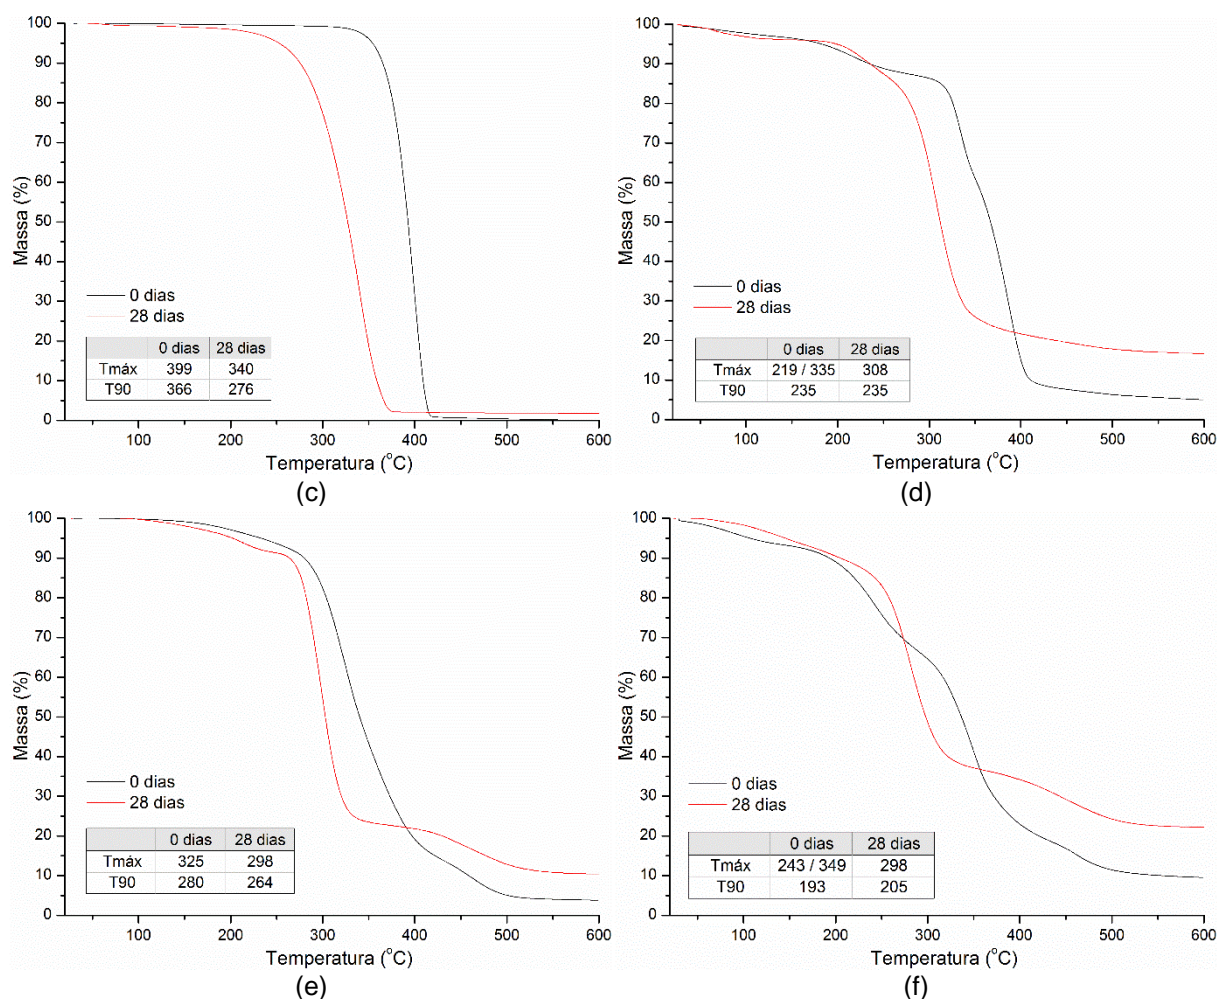 100
90
80
70
60
50
40
30
20
10
0
Massa (%)
0 dias
28 dias
0 dias 28 dias
Tmáx 399 340
T90 366 276
100 200 300 400 500 600
Temperatura (°C)
(c)
100
90
80
70
60
50
40
30
20
10
0
Massa (%)
0 dias
28 dias
0 dias 28 dias
Tmáx 219 / 335 308
T90 235 235
100 200 300 400 500 600
Temperatura (°C)
(d)
100
90
80
70
60
50
40
30
20
10
0
Massa (%)
0 dias
28 dias
0 dias 28 dias
Tmáx 325 298
T90 280 264
100 200 300 400 500 600
Temperatura (°C)
(e)
100
90
80
70
60
50
40
30
20
10
0
Massa (%)
0 dias
28 dias
0 dias 28 dias
Tmáx 243 / 349 298
T90 193 205
100 200 300 400 500 600
Temperatura (°C)
(f)